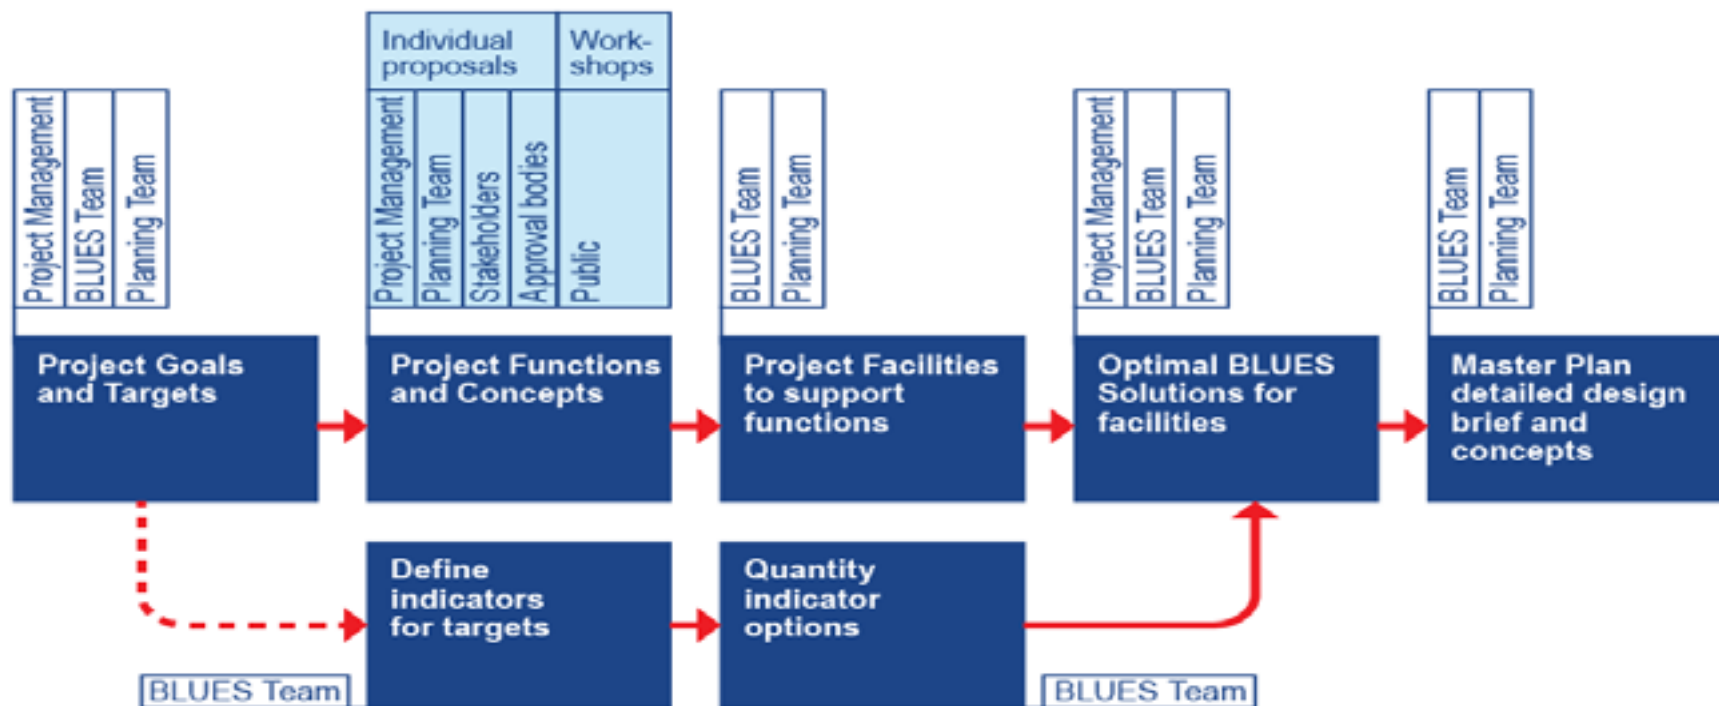 Individual
proposals
Work-
shops
Project Management
BLUES Team
Planning Team
Project Management
Planning Team
Stakeholders
Approval bodies
Public
BLUES Team
Planning Team
Project Management
BLUES Team
Planning Team
BLUES Team
Planning Team
Project Goals
and Targets
Project Functions
and Concepts
Project Facilities
to support
functions
Optimal BLUES
Solutions for
facilities
Master Plan
detailed design
brief and
concepts
Define
indicators
for targets
Quantity
indicator
options
BLUES Team
BLUES Team